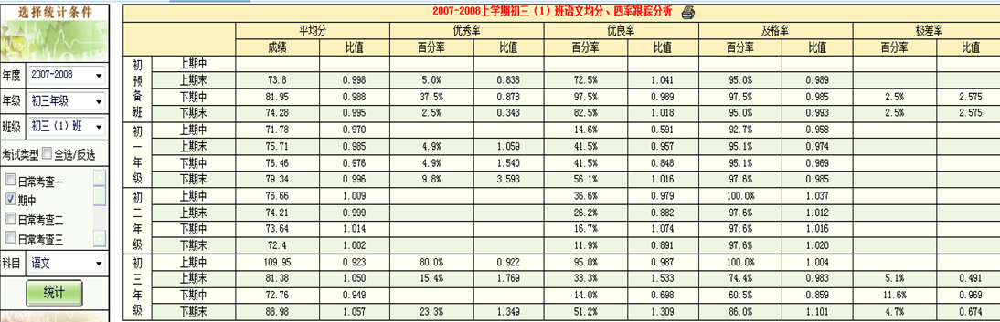 选择统计条件
年度 2007-2008
年级 初三年级
班级 初三（1）班
考试类型 全选/反选
日常考查一
期中
日常考查二
日常考查三
科目 语文
统计
2007-2008上学期初三（1）班语文均分、四率跟踪分析
平均分 优秀率 优良率 及格率 极差率
成绩 比值 百分率 比值 百分率 比值 百分率 比值 百分率 比值
初预备班
上期中
上期末 73.8 0.998 5.0% 0.838 72.5% 1.041 95.0% 0.989
下期中 81.95 0.988 37.5% 0.878 97.5% 0.989 97.5% 0.985 2.5% 2.575
下期末 74.28 0.995 2.5% 0.343 82.5% 1.018 95.0% 0.993 2.5% 2.575
初一年级
上期中 71.78 0.970 14.6% 0.591 92.7% 0.958
上期末 75.71 0.985 4.9% 1.059 41.5% 0.957 95.1% 0.974
下期中 76.46 0.976 4.9% 1.540 41.5% 0.848 95.1% 0.969
下期末 79.34 0.996 9.8% 3.593 56.1% 1.016 97.6% 0.985
初二年级
上期中 76.66 1.009 36.6% 0.979 100.0% 1.037
上期末 74.21 0.999 26.2% 0.882 97.6% 1.012
下期中 73.64 1.014 16.7% 1.074 97.6% 1.016
下期末 72.4 1.002 11.9% 0.891 97.6% 1.020
初三年级
上期中 109.95 0.923 80.0% 0.922 95.0% 0.987 100.0% 1.004
上期末 81.38 1.050 15.4% 1.769 33.3% 1.533 74.4% 0.983 5.1% 0.491
下期中 72.76 0.949 14.0% 0.698 60.5% 0.859 11.6% 0.969
下期末 88.98 1.057 23.3% 1.349 51.2% 1.309 86.0% 1.101 4.7% 0.674